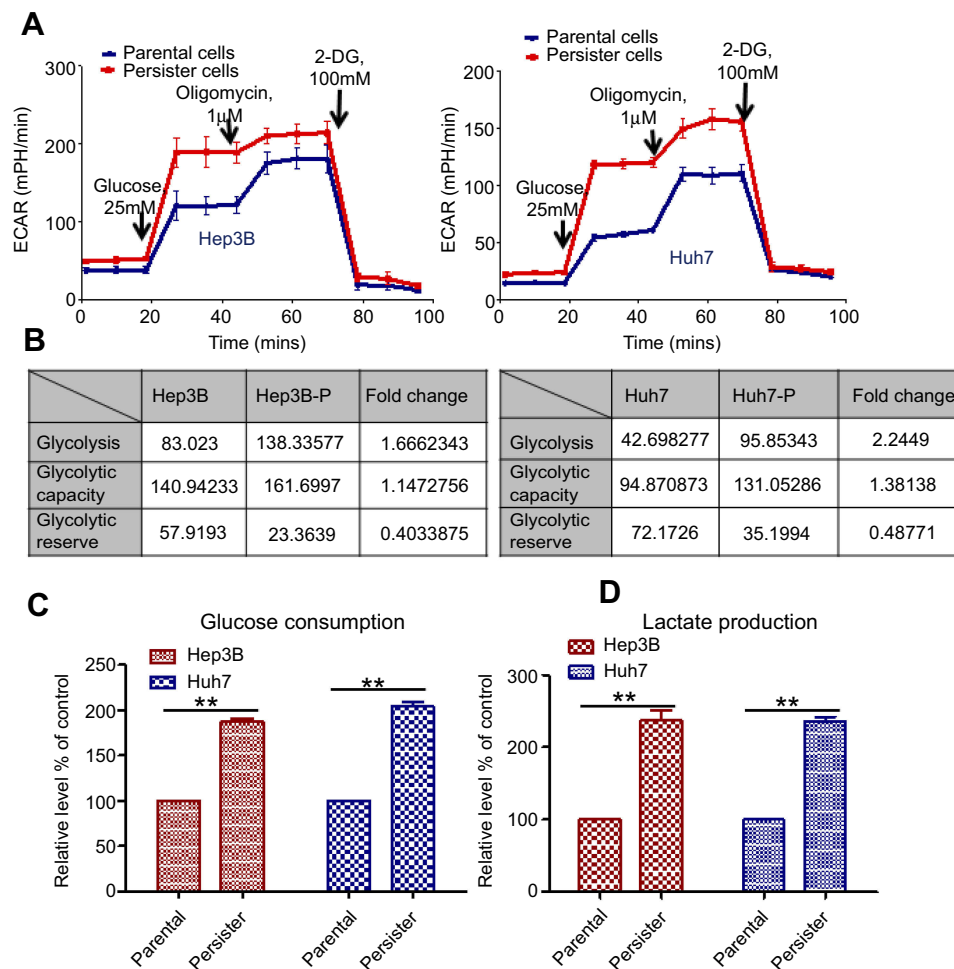 A
Parental cells
Persister cells
300
200
100
0
ECAR (mPH/min)
Glucose,
25mM
Oligomycin,
1μM
2-DG,
100mM
Hep3B
0 20 40 60 80 100
Time (mins)
Parental cells
Persister cells
200
150
100
50
0
ECAR (mPH/min)
Glucose,
25mM
Oligomycin,
1μM
2-DG,
100mM
Huh7
0 20 40 60 80 100
Time (mins)
B
Hep3B Hep3B-P Fold change
Glycolysis 83.023 138.33577 1.6662343
Glycolytic capacity 140.94233 161.6997 1.1472756
Glycolytic reserve 57.9193 23.3639 0.4033875
Huh7 Huh7-P Fold change
Glycolysis 42.698277 95.85343 2.2449
Glycolytic capacity 94.870873 131.05286 1.38138
Glycolytic reserve 72.1726 35.1994 0.48771
C
Glucose consumption
Hep3B
Huh7
250
200
150
100
50
0
Relative level % of control
**
**
Parental
Persister
Parental
Persister
D
Lactate production
Hep3B
Huh7
300
200
100
0
Relative level % of control
**
**
Parental
Persister
Parental
Persister